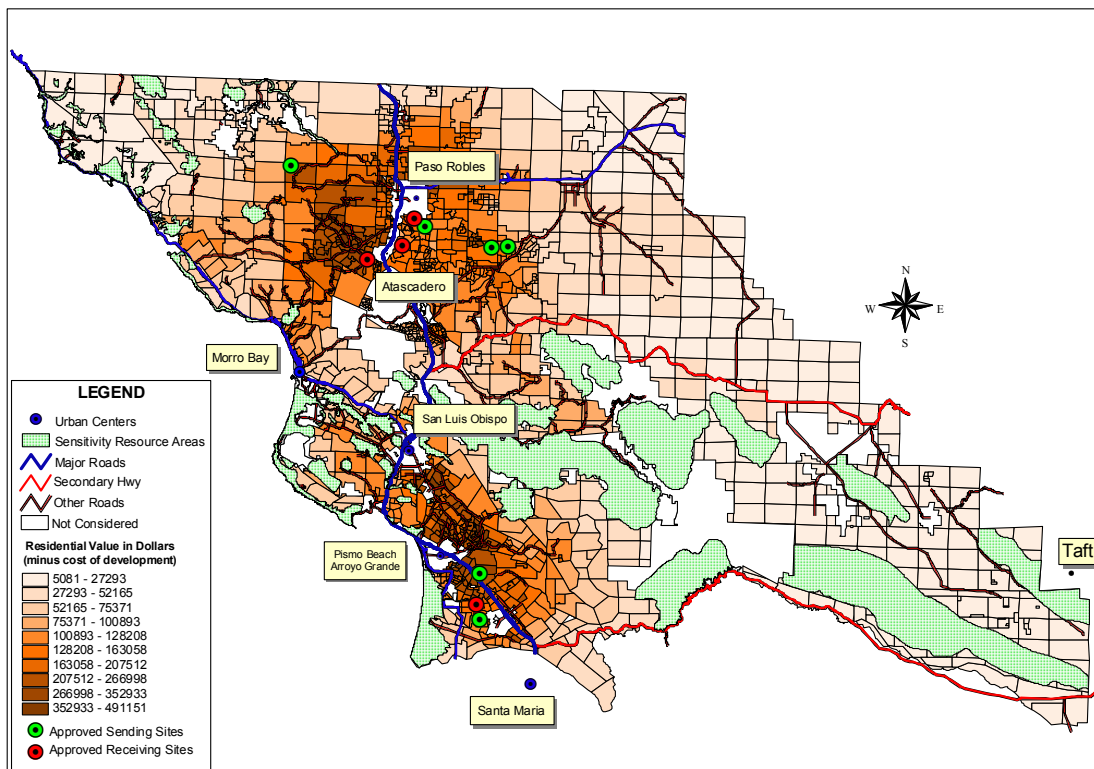 Paso Robles
Atascadero
N
W E
S
Morro Bay
San Luis Obispo
Pismo Beach
Arroyo Grande
Taft
Santa Maria
LEGEND
Urban Centers
Sensitivity Resource Areas
Major Roads
Secondary Hwy
Other Roads
Not Considered
Residential Value in Dollars
(minus cost of development)
5081 - 27293
27293 - 52165
52165 - 75371
75371 - 100893
100893 - 128208
128208 - 163058
163058 - 207512
207512 - 266998
266998 - 352933
352933 - 491151
Approved Sending Sites
Approved Receiving Sites